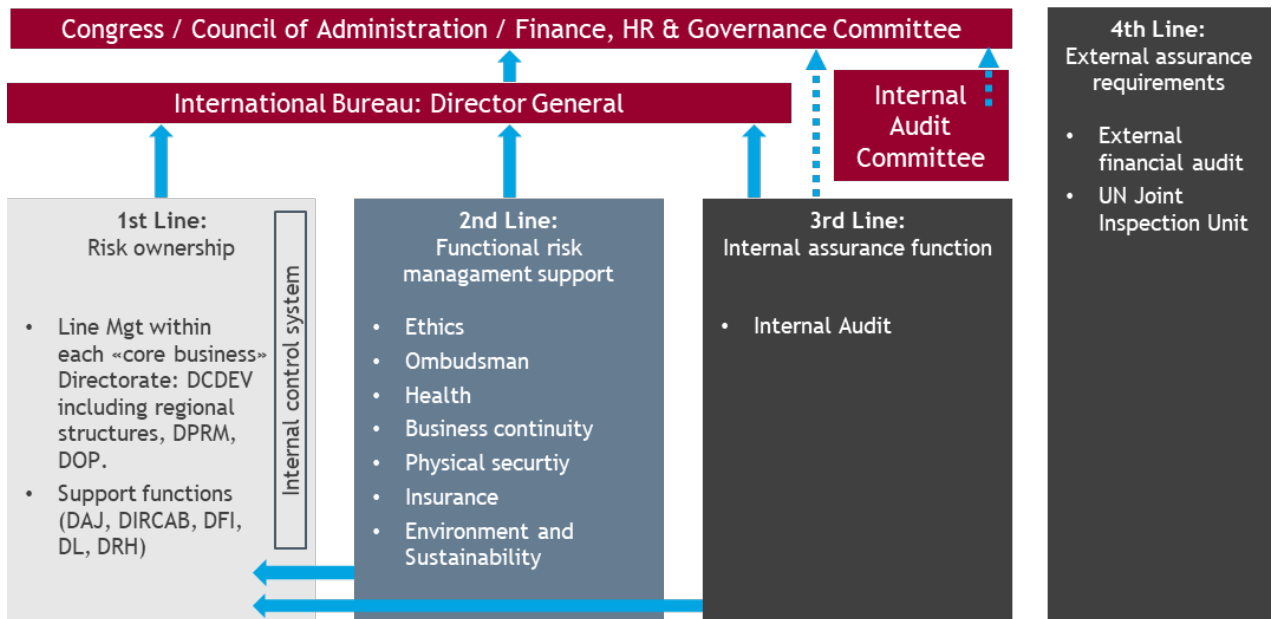 Congress / Council of Administration / Finance, HR & Governance Committee
International Bureau: Director General
Internal
Audit
Committee
1st Line:
Risk ownership
• Line Mgt within
each «core business»
Directorate: DCDEV
including regional
structures, DPRM,
DOP.
• Support functions
(DAJ, DIRCAB, DFI,
DL, DRH)
Internal control system
2nd Line:
Functional risk
managament support
• Ethics
• Ombudsman
• Health
• Business continuity
• Physical securtiy
• Insurance
• Environment and
Sustainability
3rd Line:
Internal assurance function
• Internal Audit
4th Line:
External assurance
requirements
• External
financial audit
• UN Joint
Inspection Unit